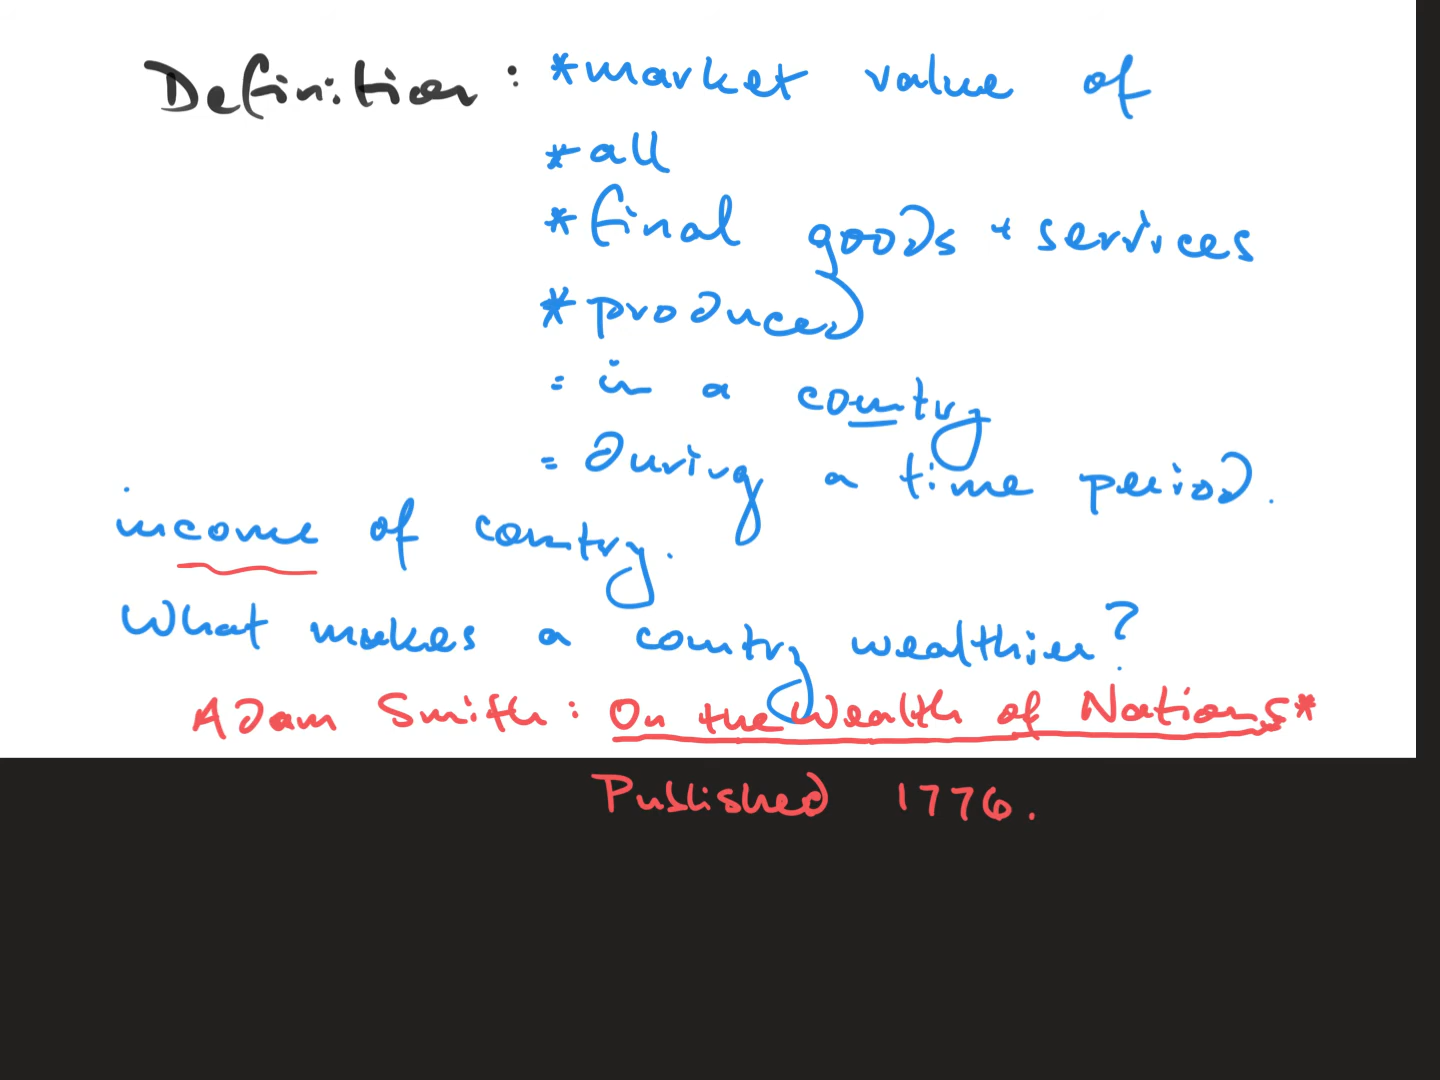 Definition : *market value of
*all
*final goods + services
*produced
= in a country
= during a time period.
income of country.
What makes a country wealthier?
Adam Smith: On the Wealth of Nations*
Published 1776.